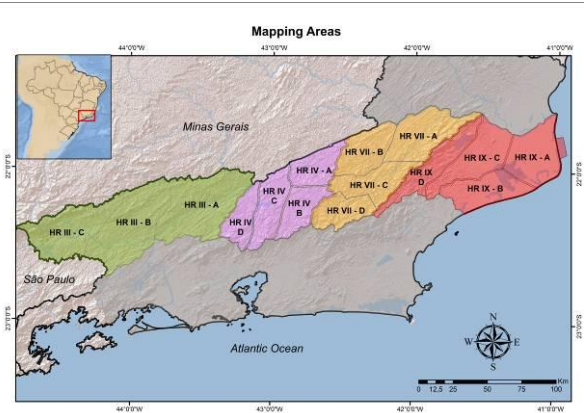 Mapping Areas
44°0'0"W
43°0'0"W
42°0'0"W
41°0'0"W
Minas Gerais
HR VII - A
HR VII - B
HR IX - C
HR IX - A
HR IV - A
HR IX
D
HR VII - C
HR IX - B
HR IV
C
HR III - A
HR IV
B
HR VII - D
HR III - B
HR IV
D
HR III - C
22°0'0"S
22°0'0"S
São Paulo
23°0'0"S
23°0'0"S
Atlantic Ocean
N
W
E
S
Km
0 12,5 25 50 75 100
44°0'0"W
43°0'0"W
42°0'0"W
41°0'0"W